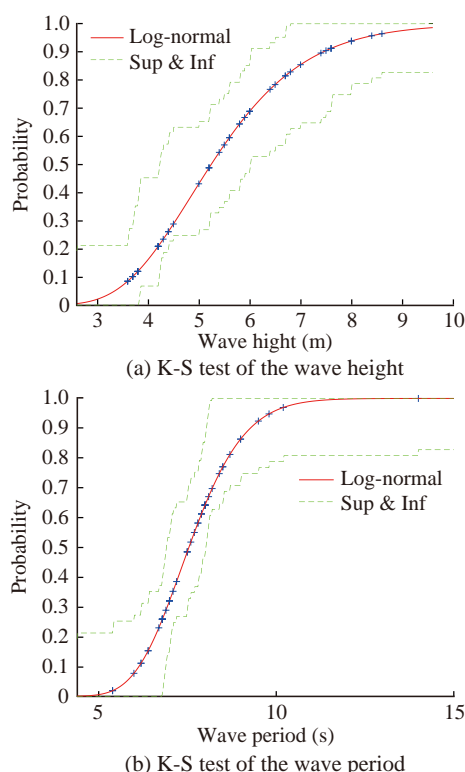 1.0
0.9
0.8
0.7
0.6
0.5
0.4
0.3
0.2
0.1
0
Probability
Log-normal
Sup & Inf
3 4 5 6 7 8 9 10
Wave hight (m)
(a) K-S test of the wave height
1.0
0.9
0.8
0.7
0.6
0.5
0.4
0.3
0.2
0.1
0
Probability
Log-normal
Sup & Inf
5 10 15
Wave period (s)
(b) K-S test of the wave period